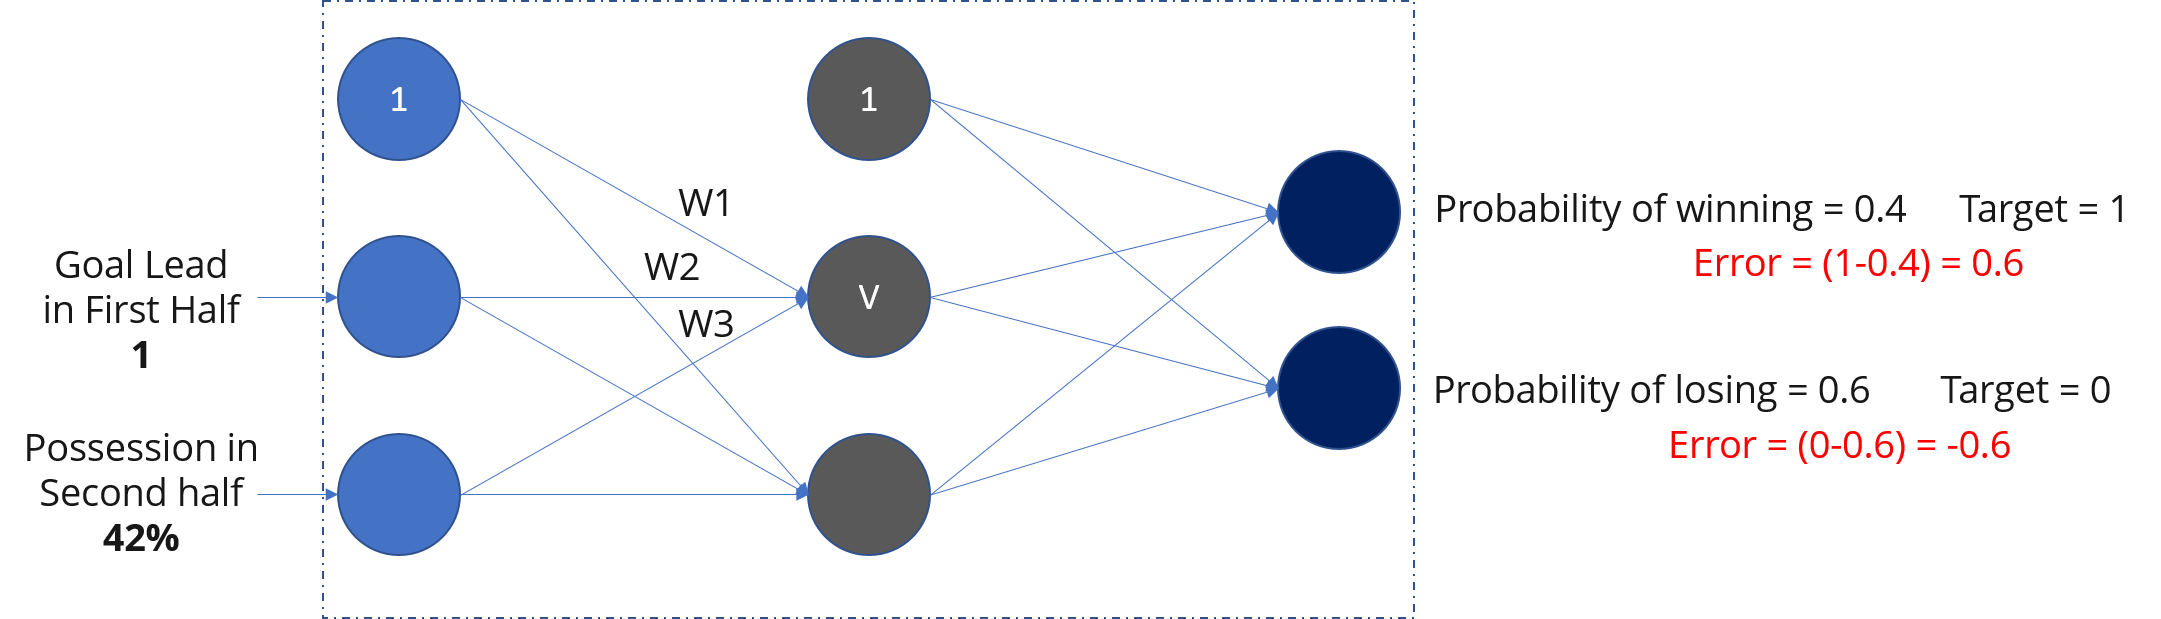 1
1
W1
W2
W3
V
Goal Lead
in First Half
1
Possession in
Second half
42%
Probability of winning = 0.4 Target = 1
Error = (1-0.4) = 0.6
Probability of losing = 0.6 Target = 0
Error = (0-0.6) = -0.6